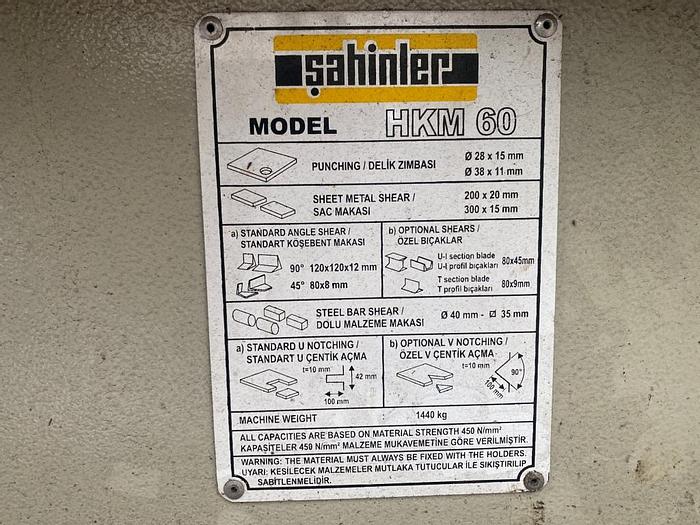 şahinler
MODEL HKM 60
PUNCHING / DELİK ZIMBASI
Ø 28 x 15 mm
Ø 38 x 11 mm
SHEET METAL SHEAR /
SAC MAKASI
200 x 20 mm
300 x 15 mm
a) STANDARD ANGLE SHEAR /
STANDART KÖŞEBENT MAKASI
90° 120x120x12 mm
45° 80x8 mm
b) OPTIONAL SHEARS /
ÖZEL BIÇAKLAR
U-I section blade
U-I profil bıçakları
80x45mm
T section blade
T profil bıçakları
80x9mm
STEEL BAR SHEAR /
DOLU MALZEME MAKASI
Ø 40 mm - ⍁ 35 mm
a) STANDARD U NOTCHING /
STANDART U ÇENTİK AÇMA
t=10 mm
42 mm
100 mm
b) OPTIONAL V NOTCHING /
ÖZEL V ÇENTİK AÇMA
t=10 mm
90°
100 mm
MACHINE WEIGHT 1440 kg
ALL CAPACITIES ARE BASED ON MATERIAL STRENGTH 450 N/mm²
KAPASİTELER 450 N/mm² MALZEME MUKAVEMETİNE GÖRE VERİLMİŞTİR.
WARNING: THE MATERIAL MUST ALWAYS BE FIXED WITH THE HOLDERS.
UYARI: KESİLECEK MALZEMELER MUTLAKA TUTUCULAR İLE SIKIŞTIRILIP
SABİTLENMELİDİR.